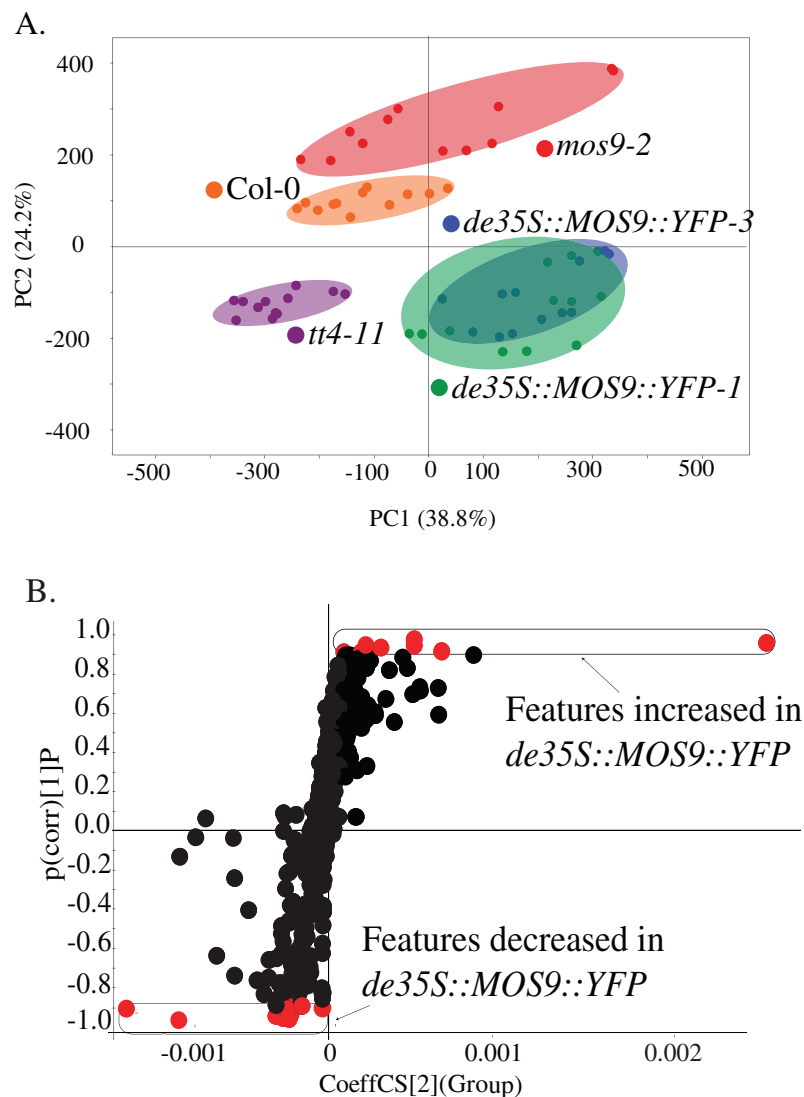 A.
400
200
0
-200
-400
PC2 (24.2%)
mos9-2
Col-0
de35S::MOS9::YFP-3
tt4-11
de35S::MOS9::YFP-1
-500 -300 -100 0 100 300 500
PC1 (38.8%)
B.
1.0
0.8
0.6
0.4
0.2
0.0
-0.2
-0.4
-0.6
-0.8
-1.0
p(corr)[1]P
Features increased in
de35S::MOS9::YFP
Features decreased in
de35S::MOS9::YFP
-0.001 0 0.001 0.002
CoeffCS[2](Group)